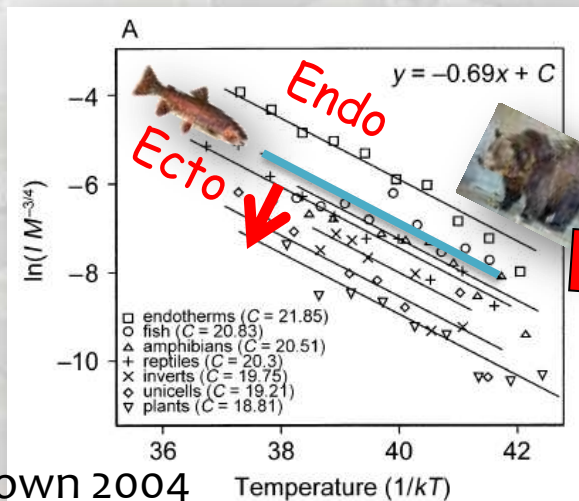 A
y = –0.69x + C
Endo
Ecto
–4
–6
–8
–10
ln(I M⁻³/⁴)
□ endotherms (C = 21.85)
○ fish (C = 20.83)
△ amphibians (C = 20.51)
+ reptiles (C = 20.3)
× inverts (C = 19.75)
◇ unicells (C = 19.21)
▽ plants (C = 18.81)
36 38 40 42
Temperature (1/kT)
own 2004